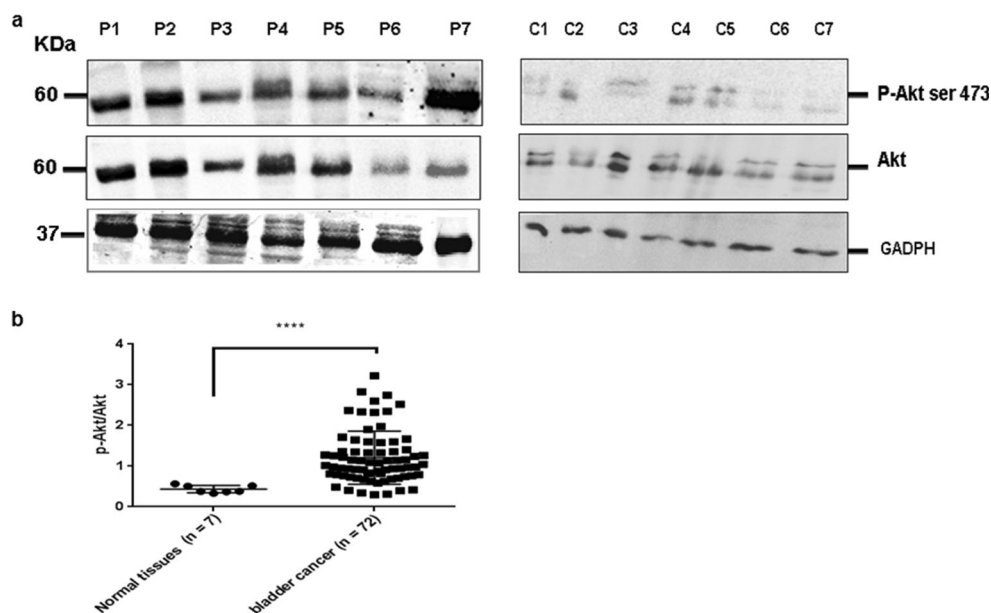 a
KDa
P1 P2 P3 P4 P5 P6 P7
C1 C2 C3 C4 C5 C6 C7
60
P-Akt ser 473
60
Akt
37
GADPH
b
****
4
3
2
1
0
p-Akt/Akt
Normal tissues (n = 7)
bladder cancer (n = 72)